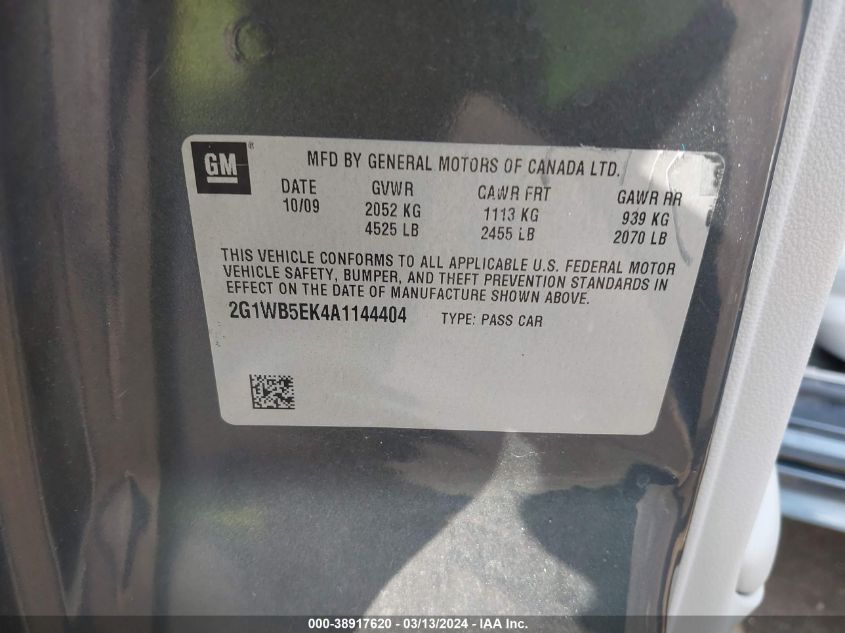 GM
MFD BY GENERAL MOTORS OF CANADA LTD.
DATE GVWR CAWR FRT GAWR RR
10/09 2052 KG 1113 KG 939 KG
4525 LB 2455 LB 2070 LB
THIS VEHICLE CONFORMS TO ALL APPLICABLE U.S. FEDERAL MOTOR
VEHICLE SAFETY, BUMPER, AND THEFT PREVENTION STANDARDS IN
EFFECT ON THE DATE OF MANUFACTURE SHOWN ABOVE.
2G1WB5EK4A1144404 TYPE: PASS CAR
000-38917620 - 03/13/2024 - IAA Inc.